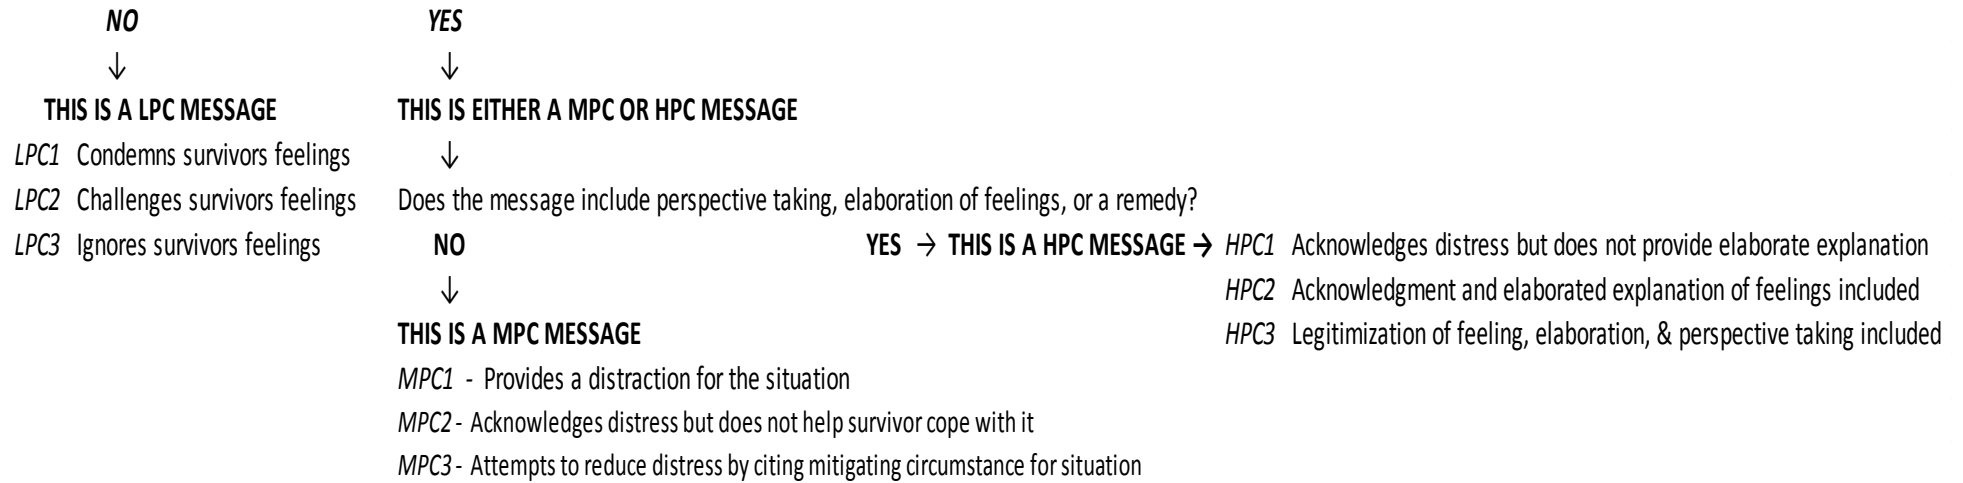 NO YES
↓ ↓
THIS IS A LPC MESSAGE THIS IS EITHER A MPC OR HPC MESSAGE
LPC1 Condemns survivors feelings ↓
LPC2 Challenges survivors feelings Does the message include perspective taking, elaboration of feelings, or a remedy?
LPC3 Ignores survivors feelings NO YES → THIS IS A HPC MESSAGE → HPC1 Acknowledges distress but does not provide elaborate explanation
↓ HPC2 Acknowledgment and elaborated explanation of feelings included
THIS IS A MPC MESSAGE HPC3 Legitimization of feeling, elaboration, & perspective taking included
MPC1 - Provides a distraction for the situation
MPC2 - Acknowledges distress but does not help survivor cope with it
MPC3 - Attempts to reduce distress by citing mitigating circumstance for situation